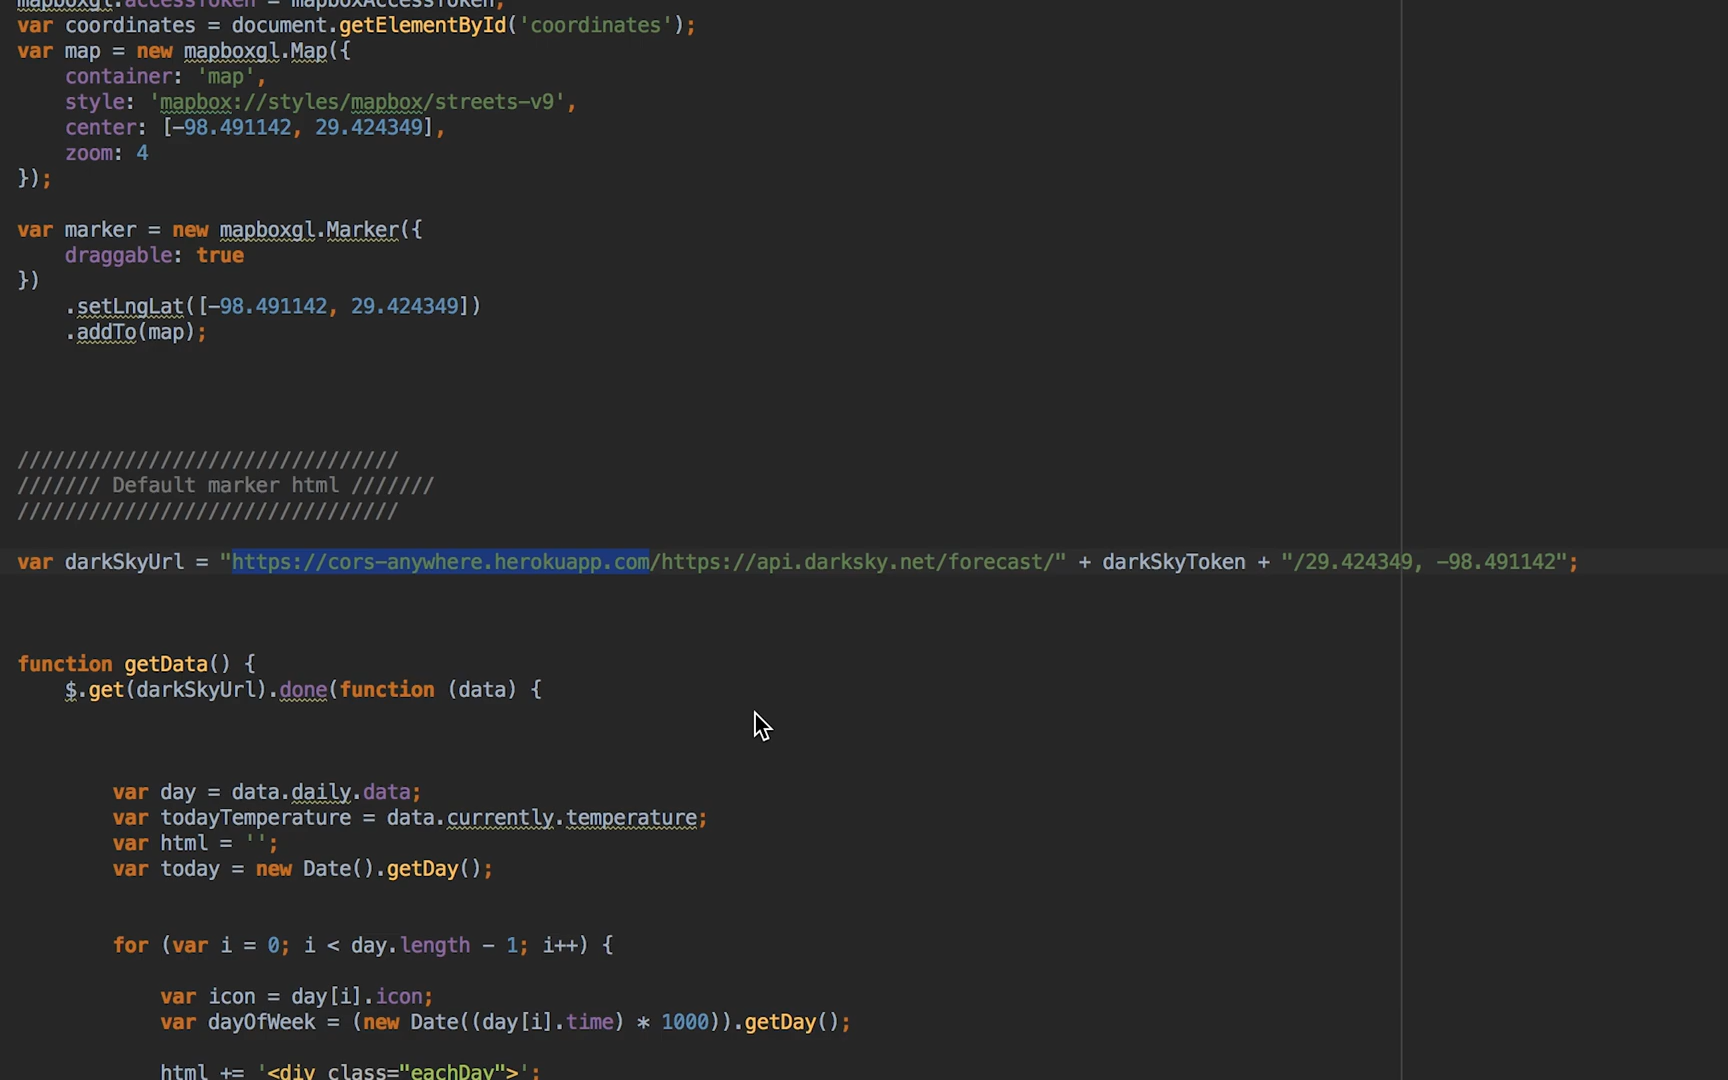 mapboxgl.accessToken = mapboxAccessToken;
var coordinates = document.getElementById('coordinates');
var map = new mapboxgl.Map({
    container: 'map',
    style: 'mapbox://styles/mapbox/streets-v9',
    center: [-98.491142, 29.424349],
    zoom: 4
});
var marker = new mapboxgl.Marker({
    draggable: true
})
    .setLngLat([-98.491142, 29.424349])
    .addTo(map);
////////////////////////////////
/////// Default marker html ///////
////////////////////////////////
var darkSkyUrl = "https://cors-anywhere.herokuapp.com/https://api.darksky.net/forecast/" + darkSkyToken + "/29.424349, -98.491142";
function getData() {
    $.get(darkSkyUrl).done(function (data) {
        var day = data.daily.data;
        var todayTemperature = data.currently.temperature;
        var html = '';
        var today = new Date().getDay();
        for (var i = 0; i < day.length - 1; i++) {
            var icon = day[i].icon;
            var dayOfWeek = (new Date((day[i].time) * 1000)).getDay();
            html += '<div class="eachDay">';